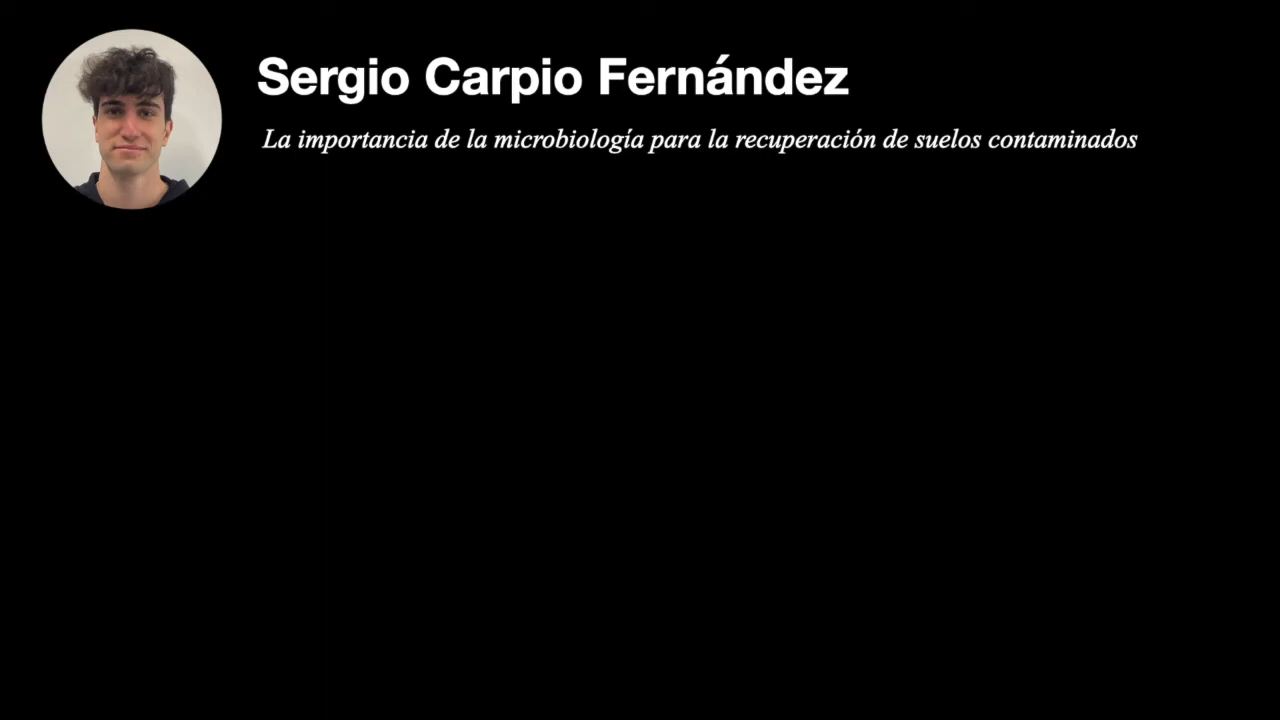 Sergio Carpio Fernández
La importancia de la microbiología para la recuperación de suelos contaminados